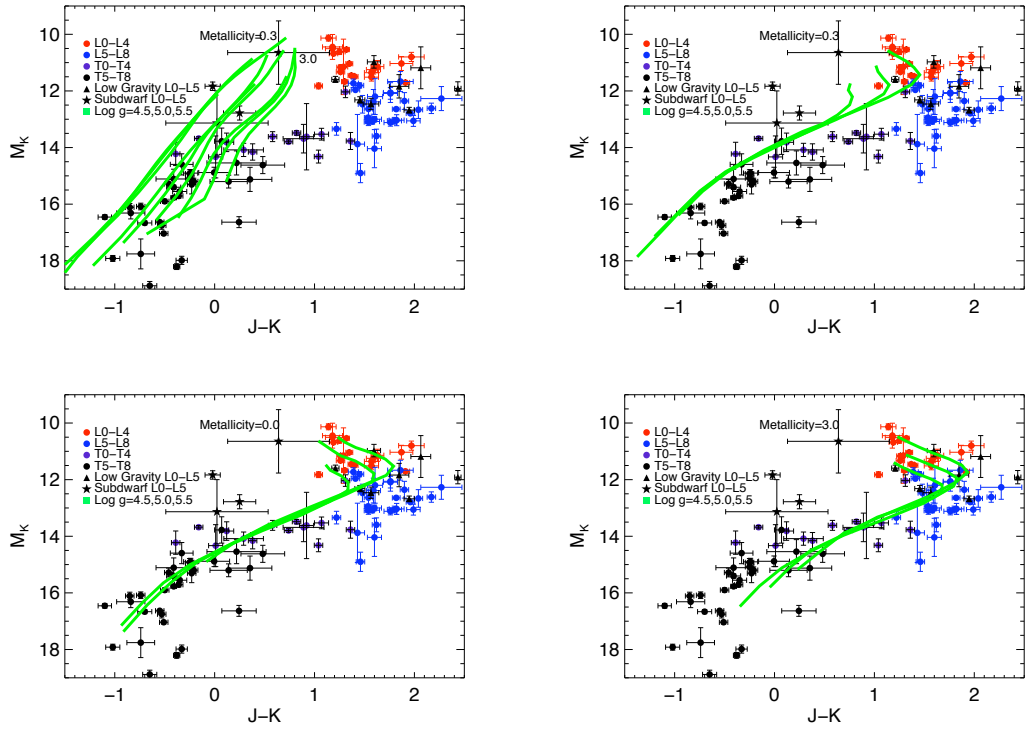 10
12
14
16
18
M_K
Metallicity=0.3
3.0
L0−L4
L5−L8
T0−T4
T5−T8
Low Gravity L0−L5
Subdwarf L0−L5
Log g=4.5,5.0,5.5
−1 0 1 2
J−K
10
12
14
16
18
M_K
Metallicity=0.3
L0−L4
L5−L8
T0−T4
T5−T8
Low Gravity L0−L5
Subdwarf L0−L5
Log g=4.5,5.0,5.5
−1 0 1 2
J−K
10
12
14
16
18
M_K
Metallicity=0.0
L0−L4
L5−L8
T0−T4
T5−T8
Low Gravity L0−L5
Subdwarf L0−L5
Log g=4.5,5.0,5.5
−1 0 1 2
J−K
10
12
14
16
18
M_K
Metallicity=3.0
L0−L4
L5−L8
T0−T4
T5−T8
Low Gravity L0−L5
Subdwarf L0−L5
Log g=4.5,5.0,5.5
−1 0 1 2
J−K